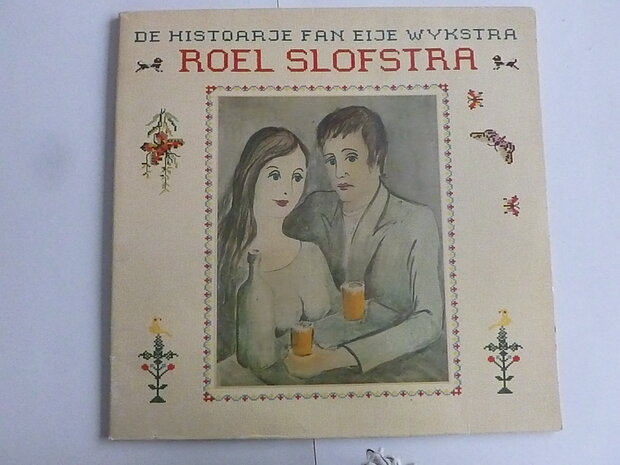 DE HISTOARJE FAN EIJE WYKSTRA
ROEL SLOFSTRA